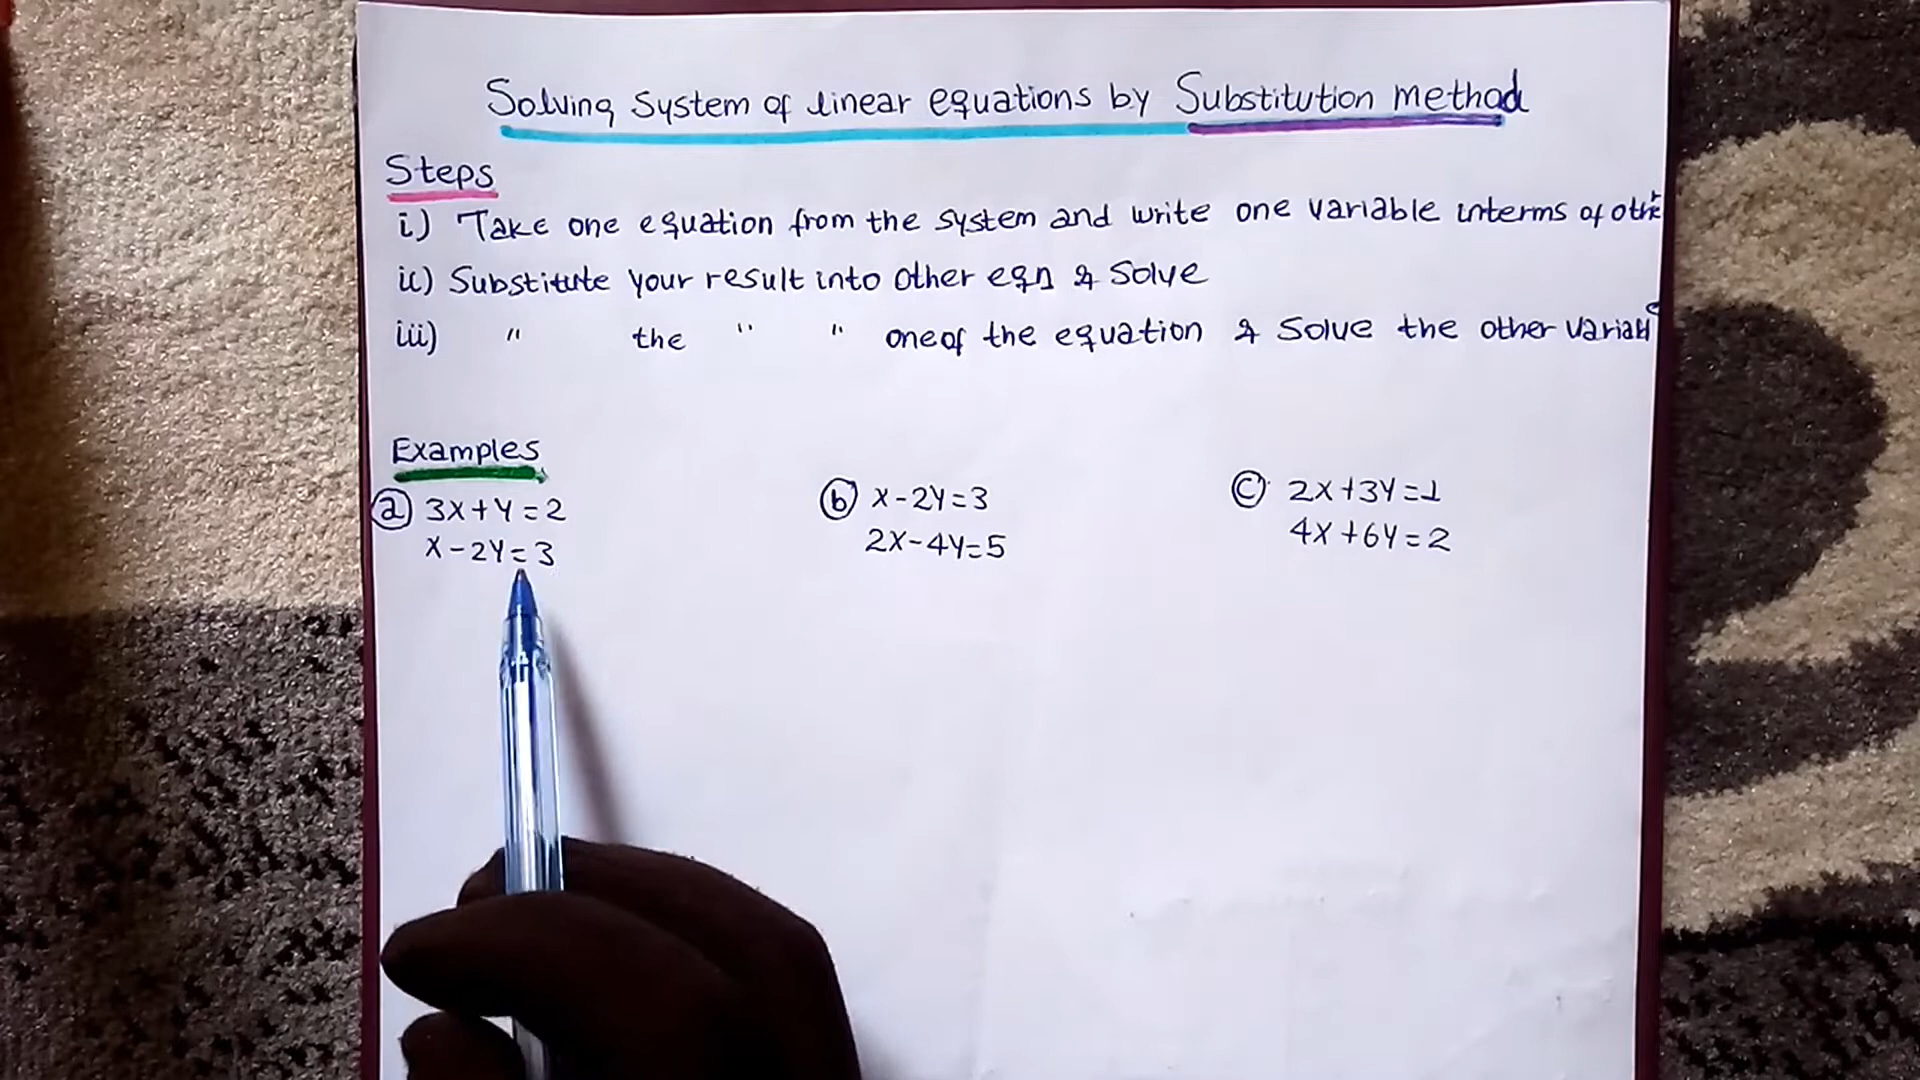 Solving System of linear equations by Substitution method
Steps
i) Take one equation from the system and write one variable interms of othe
ii) Substitute your result into other eqn & Solve
iii) " the " " one of the equation & Solve the other variabl
Examples
(a) 3x+y=2
x-2y=3
(b) x-2y=3
2x-4y=5
(c) 2x+3y=1
4x+6y=2